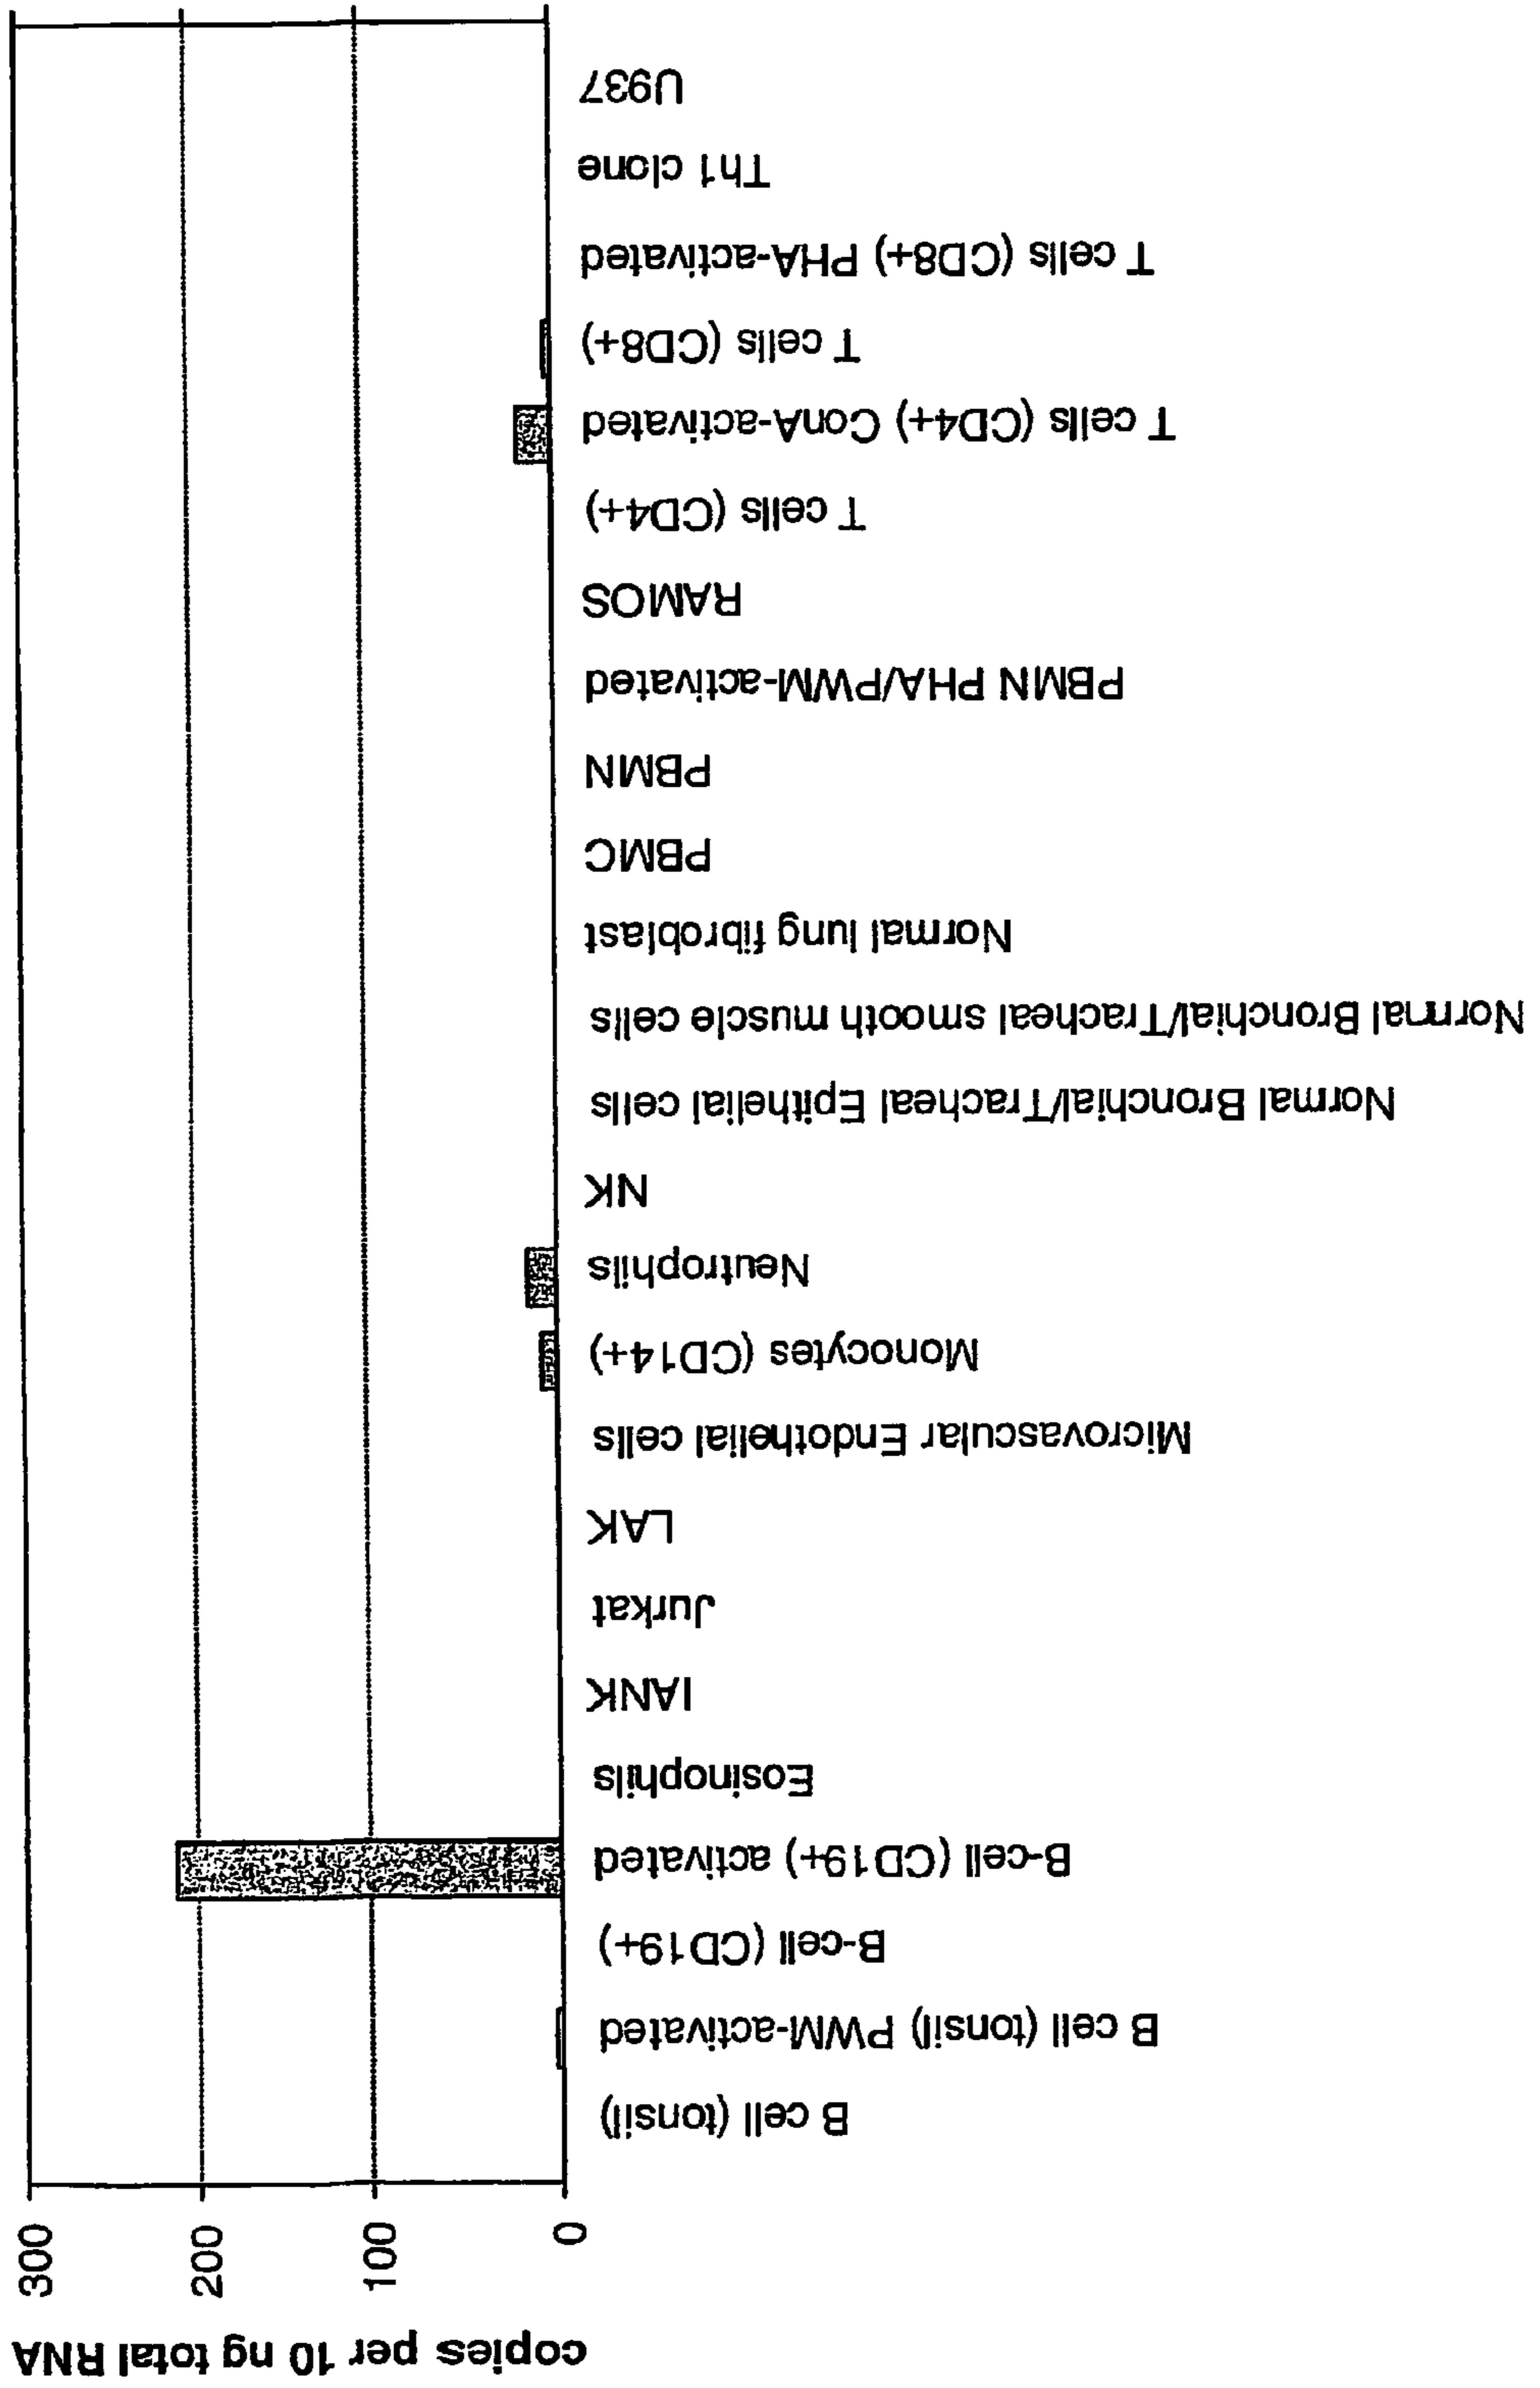 copies per 10 ng total RNA
300
200
100
0
B cell (tonsil)
B cell (tonsil) PWM-activated
B-cell (CD19+)
B-cell (CD19+) activated
Eosinophils
IANK
Jurkat
LAK
Microvascular Endothelial cells
Monocytes (CD14+)
Neutrophils
NK
Normal Bronchial/Tracheal Epithelial cells
Normal Bronchial/Tracheal smooth muscle cells
Normal lung fibroblast
PBMC
PBMN
PBMN PHA/PWM-activated
RAMOS
T cells (CD4+)
T cells (CD4+) ConA-activated
T cells (CD8+)
T cells (CD8+) PHA-activated
Th1 clone
U937